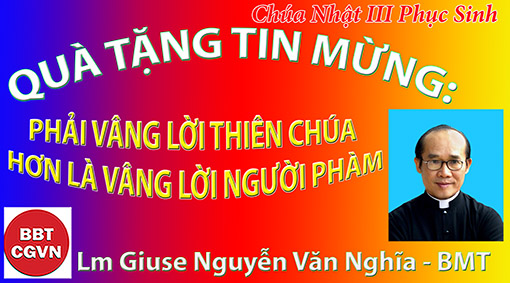 Chúa Nhật III Phục Sinh
QUÀ TẶNG TIN MỪNG:
PHẢI VÂNG LỜI THIÊN CHÚA
HƠN LÀ VÂNG LỜI NGƯỜI PHÀM
BBT
CGVN
Lm Giuse Nguyễn Văn Nghĩa - BMT